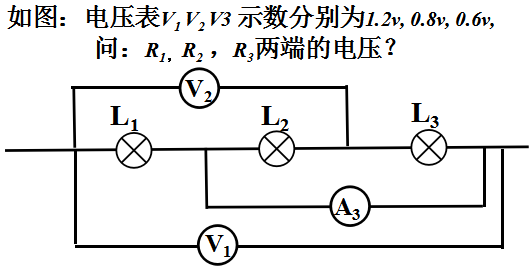 如图：电压表V1 V2 V3 示数分别为1.2v, 0.8v, 0.6v,
问：R1, R2 ，R3两端的电压？
V2
L1 L2 L3
A3
V1